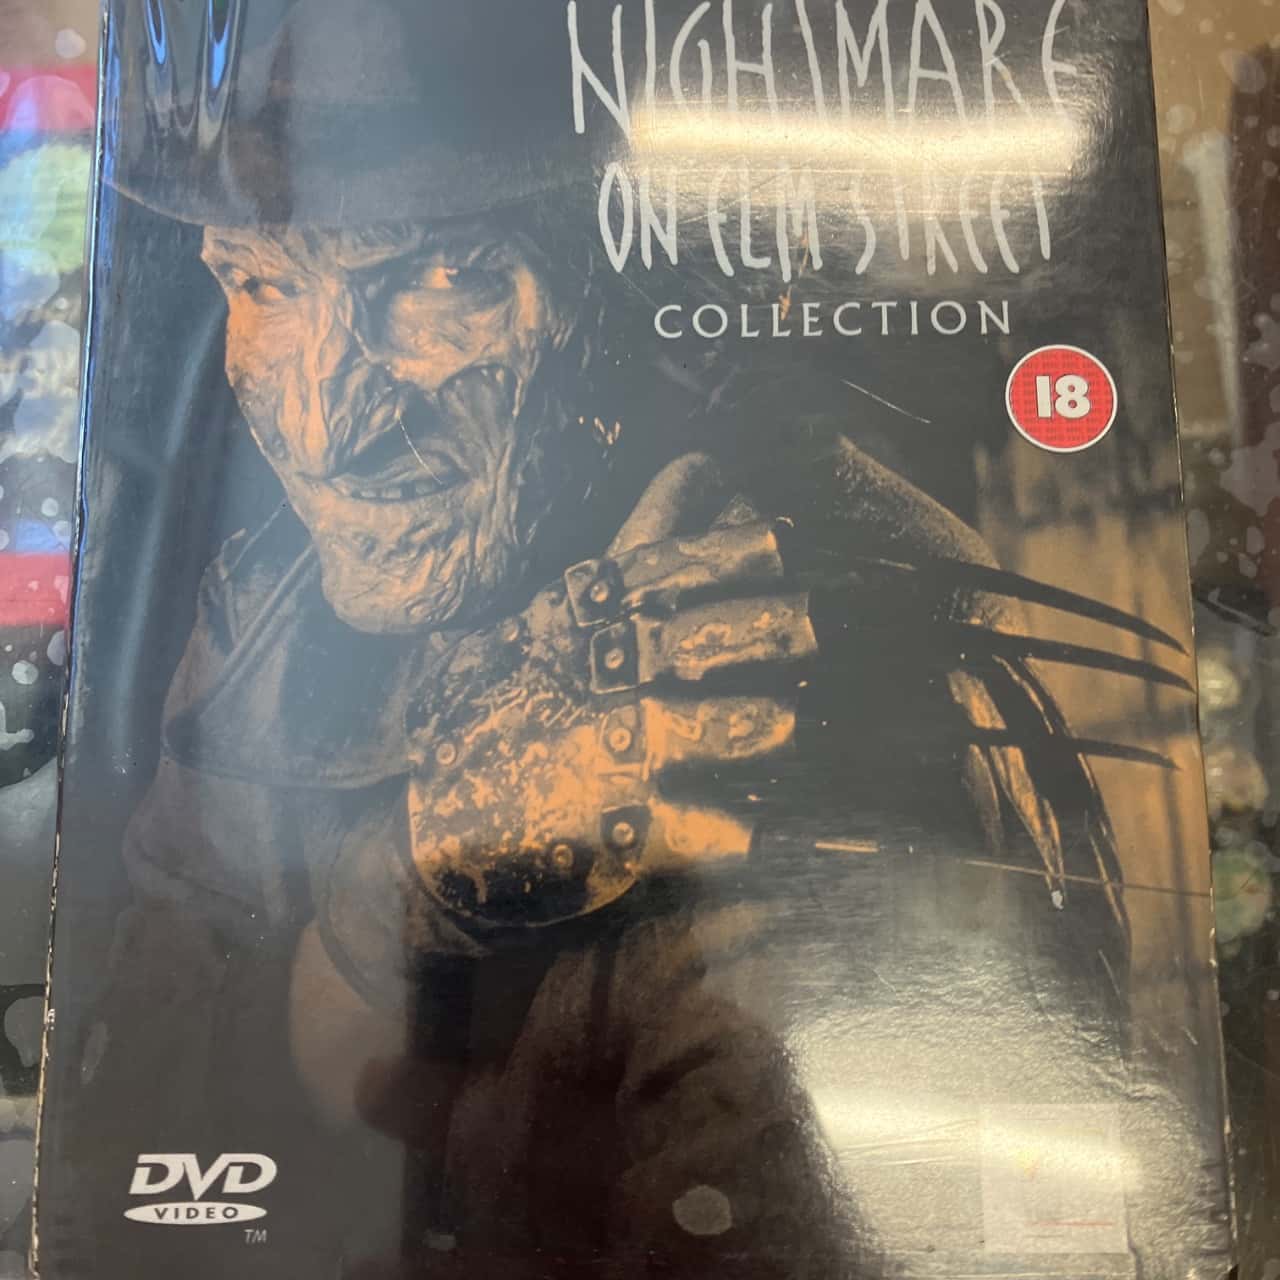 NIGHTMARE
ON ELM STREET
COLLECTION
18
DVD
VIDEO
TM